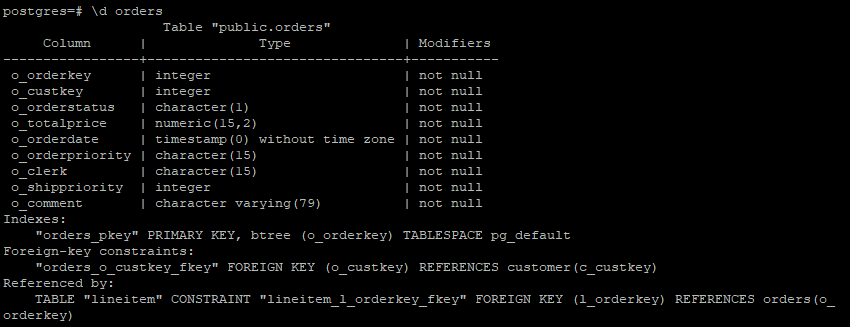 postgres=# \d orders
                     Table "public.orders"
     Column      |              Type              | Modifiers
-----------------+--------------------------------+-----------
 o_orderkey      | integer                        | not null
 o_custkey       | integer                        | not null
 o_orderstatus   | character(1)                   | not null
 o_totalprice    | numeric(15,2)                  | not null
 o_orderdate     | timestamp(0) without time zone | not null
 o_orderpriority | character(15)                  | not null
 o_clerk         | character(15)                  | not null
 o_shippriority  | integer                        | not null
 o_comment       | character varying(79)          | not null
Indexes:
    "orders_pkey" PRIMARY KEY, btree (o_orderkey) TABLESPACE pg_default
Foreign-key constraints:
    "orders_o_custkey_fkey" FOREIGN KEY (o_custkey) REFERENCES customer(c_custkey)
Referenced by:
    TABLE "lineitem" CONSTRAINT "lineitem_l_orderkey_fkey" FOREIGN KEY (l_orderkey) REFERENCES orders(o_
orderkey)